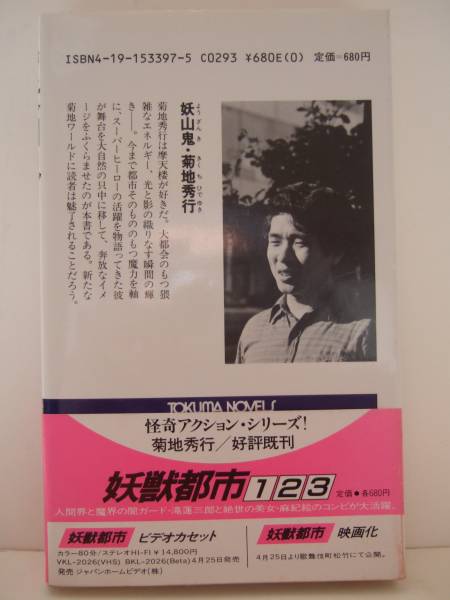 ISBN4-19-153397-5 C0293 ¥680E(0) 定価=680円
妖山鬼・菊地秀行
ようざんき きくちひでゆき
菊地秀行は摩天楼が好きだ。大都会のもつ猥
雑なエネルギー、光と影の織りなす瞬間の輝
き──。今まで都市そのもののもつ魔力を軸
に、スーパーヒーローの活躍を物語ってきた彼
が舞台を大自然の只中に移して、奔放なイメ
ージをふくらませたのが本書である。新たな
菊地ワールドに読者は魅了されることだろう。
TOKUMA NOVELS
怪奇アクション・シリーズ!
菊地秀行/好評既刊
妖獣都市 1 2 3 定価●各680円
人間界と魔界の闇ガード・滝蓮三郎と絶世の美女・麻紀絵のコンビが大活躍。
妖獣都市 ビデオカセット
カラー80分/ステレオHI-FI ¥14,800円
VKL-2026(VHS) BKL-2026(Beta) 4月25日発売
発売 ジャパンホームビデオ(株)
妖獣都市 映画化
4月25日より歌舞伎町松竹にて公開。